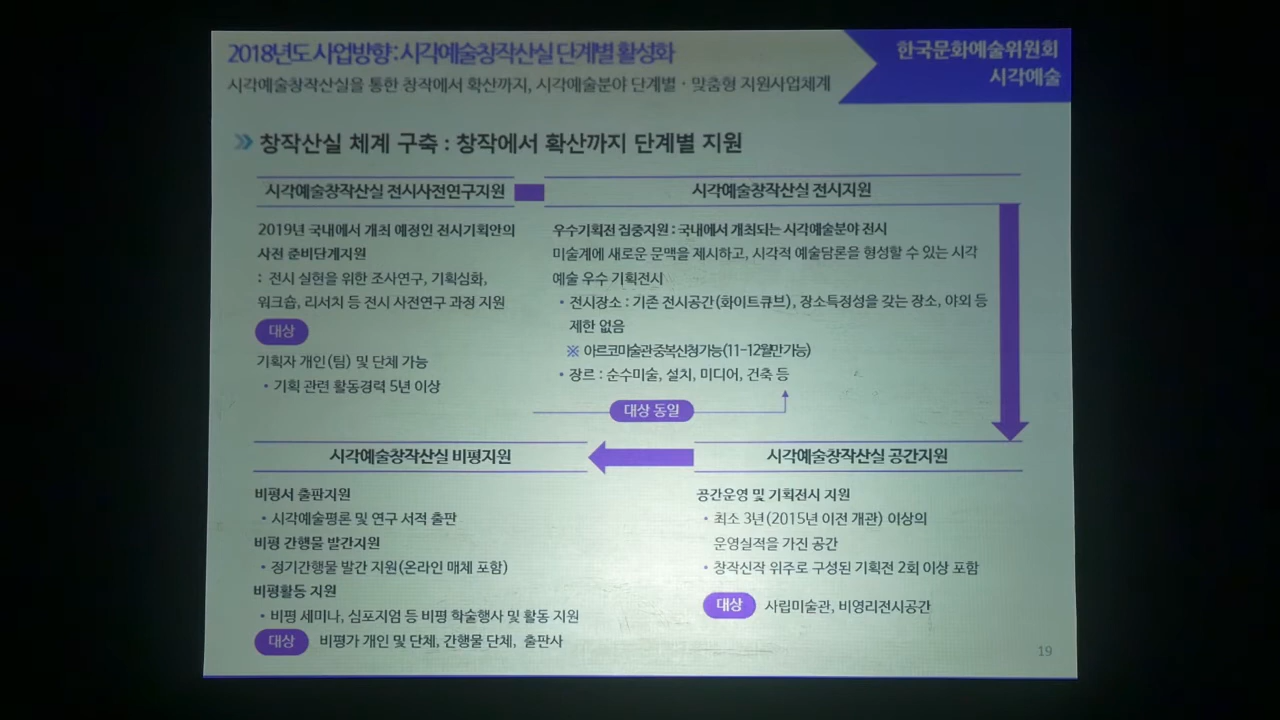 2018년도 사업방향 : 시각예술창작산실 단계별 활성화
시각예술창작산실을 통한 창작에서 확산까지, 시각예술분야 단계별 · 맞춤형 지원사업체계
한국문화예술위원회
시각예술
창작산실 체계 구축 : 창작에서 확산까지 단계별 지원
시각예술창작산실 전시사전연구지원
2019년 국내에서 개최 예정인 전시기획안의
사전 준비단계지원
: 전시 실현을 위한 조사연구, 기획심화,
워크숍, 리서치 등 전시 사전연구 과정 지원
대상
기획자 개인(팀) 및 단체 가능
• 기획 관련 활동경력 5년 이상
시각예술창작산실 전시지원
우수기획전 집중지원 : 국내에서 개최되는 시각예술분야 전시
미술계에 새로운 문맥을 제시하고, 시각적 예술담론을 형성할 수 있는 시각
예술 우수 기획전시
• 전시장소 : 기존 전시공간(화이트큐브), 장소특정성을 갖는 장소, 야외 등
제한 없음
※ 아르코미술관 중복신청가능(11-12월만 가능)
• 장르 : 순수미술, 설치, 미디어, 건축 등
대상 동일
시각예술창작산실 비평지원
비평서 출판지원
• 시각예술평론 및 연구 서적 출판
비평 간행물 발간지원
• 정기간행물 발간 지원(온라인 매체 포함)
비평활동 지원
• 비평 세미나, 심포지엄 등 비평 학술행사 및 활동 지원
대상 비평가 개인 및 단체, 간행물 단체, 출판사
시각예술창작산실 공간지원
공간운영 및 기획전시 지원
• 최소 3년(2015년 이전 개관) 이상의
운영실적을 가진 공간
• 창작신작 위주로 구성된 기획전 2회 이상 포함
대상 사립미술관, 비영리전시공간
19